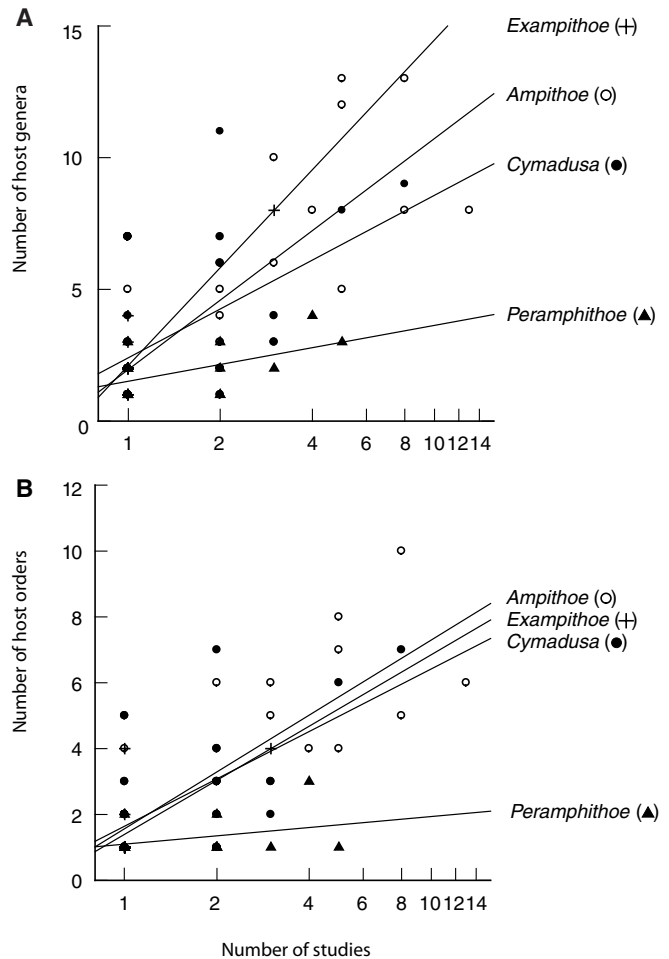 A
15
10
5
0
Number of host genera
Exampithoe (+)
Ampithoe (○)
Cymadusa (●)
Peramphithoe (▲)
1 2 4 6 8 10 12 14
B
12
10
8
6
4
2
0
Number of host orders
Ampithoe (○)
Exampithoe (+)
Cymadusa (●)
Peramphithoe (▲)
1 2 4 6 8 10 12 14
Number of studies